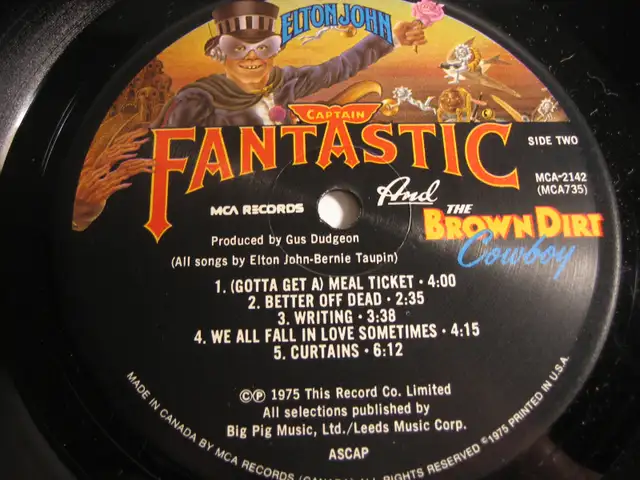 ELTON JOHN
CAPTAIN
FANTASTIC
And
THE
BROWN DIRT
Cowboy
SIDE TWO
MCA-2142
(MCA735)
MCA RECORDS
Produced by Gus Dudgeon
(All songs by Elton John-Bernie Taupin)
1. (GOTTA GET A) MEAL TICKET · 4:00
2. BETTER OFF DEAD · 2:35
3. WRITING · 3:38
4. WE ALL FALL IN LOVE SOMETIMES · 4:15
5. CURTAINS · 6:12
©Ⓟ 1975 This Record Co. Limited
All selections published by
Big Pig Music, Ltd./Leeds Music Corp.
ASCAP
MADE IN CANADA BY MCA RECORDS (CANADA) ALL RIGHTS RESERVED ©1975 PRINTED IN U.S.A.